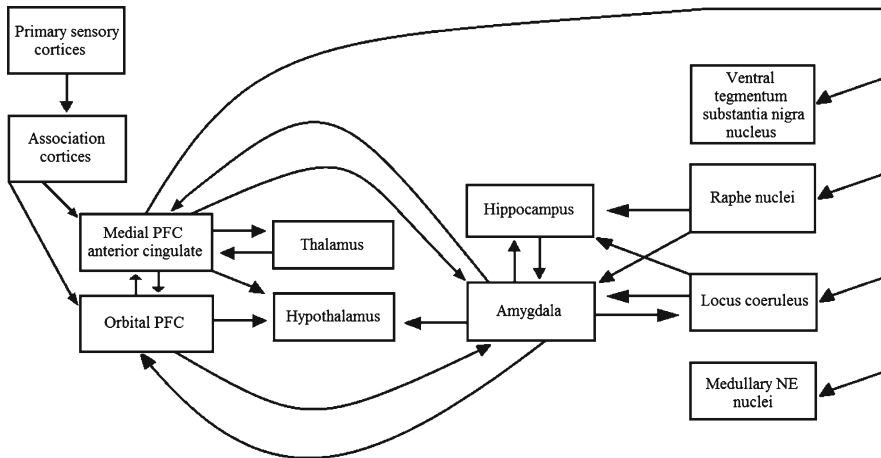 Primary sensory
cortices
Association
cortices
Medial PFC
anterior cingulate
Orbital PFC
Thalamus
Hypothalamus
Hippocampus
Amygdala
Ventral
tegmentum
substantia nigra
nucleus
Raphe nuclei
Locus coeruleus
Medullary NE
nuclei